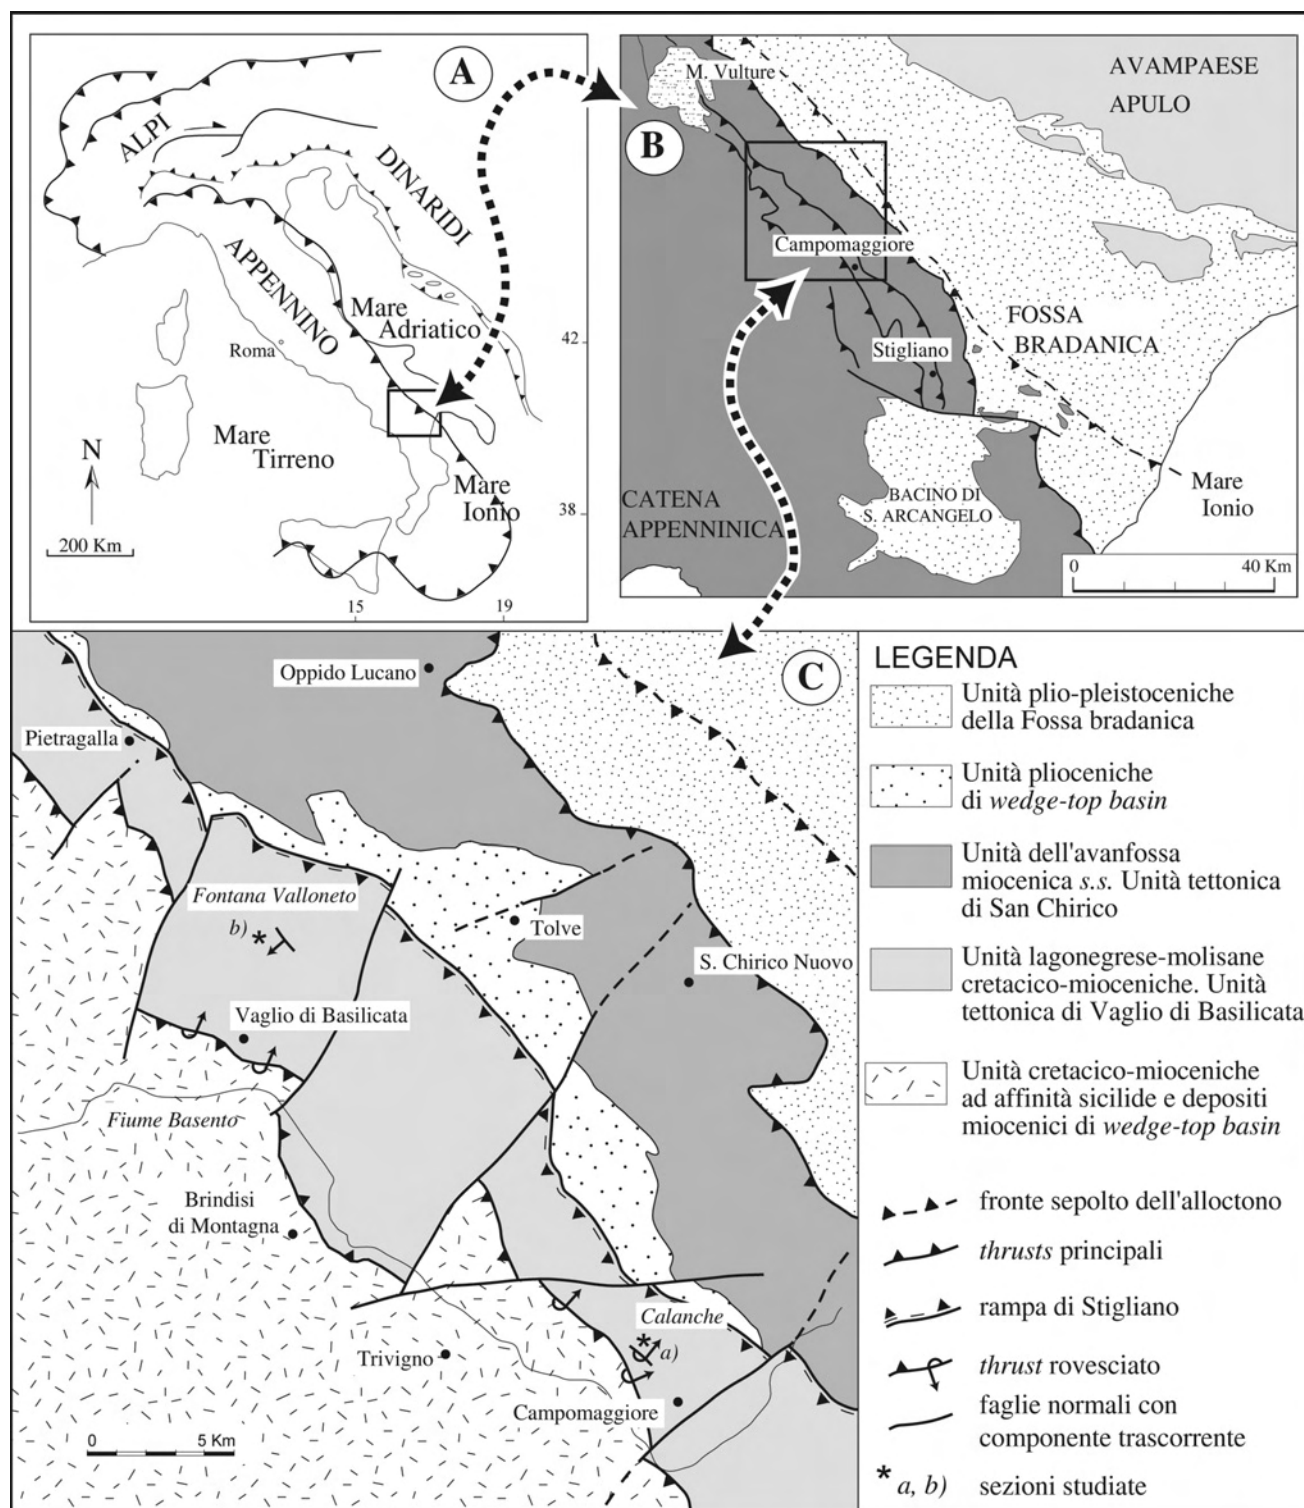 A
ALPI
DINARIDI
APPENNINO
Mare
Adriatico
Roma
42
Mare
Tirreno
N
Mare
Ionio
38
200 Km
15
19
B
M. Vulture
AVAMPAESE
APULO
Campomaggiore
FOSSA
BRADANICA
Stigliano
CATENA
APPENNINICA
BACINO DI
S. ARCANGELO
Mare
Ionio
0
40 Km
C
Oppido Lucano
Pietragalla
Fontana Valloneto
b)
*
Tolve
S. Chirico Nuovo
Vaglio di Basilicata
Fiume Basento
Brindisi
di Montagna
Calanche
*
a)
Trivigno
Campomaggiore
0
5 Km
LEGENDA
Unità plio-pleistoceniche
della Fossa bradanica
Unità plioceniche
di wedge-top basin
Unità dell'avanfossa
miocenica s.s. Unità tettonica
di San Chirico
Unità lagonegrese-molisane
cretacico-mioceniche. Unità
tettonica di Vaglio di Basilicata
Unità cretacico-mioceniche
ad affinità sicilide e depositi
miocenici di wedge-top basin
fronte sepolto dell'alloctono
thrusts principali
rampa di Stigliano
thrust rovesciato
faglie normali con
componente trascorrente
* a, b) sezioni studiate